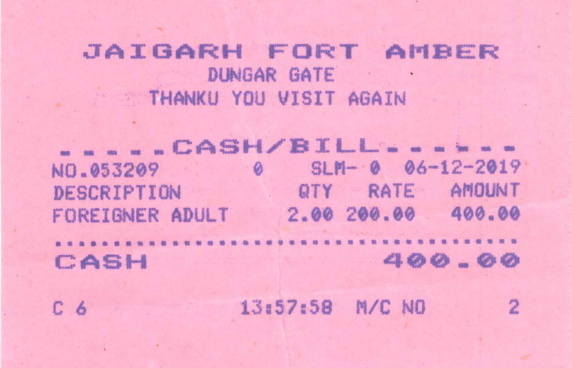 JAIGARH FORT AMBER
DUNGAR GATE
THANKU YOU VISIT AGAIN
.....CASH/BILL......
NO.053209 0 SLM- 0 06-12-2019
DESCRIPTION QTY RATE AMOUNT
FOREIGNER ADULT 2.00 200.00 400.00
CASH 400.00
C 6 13:57:58 M/C NO 2